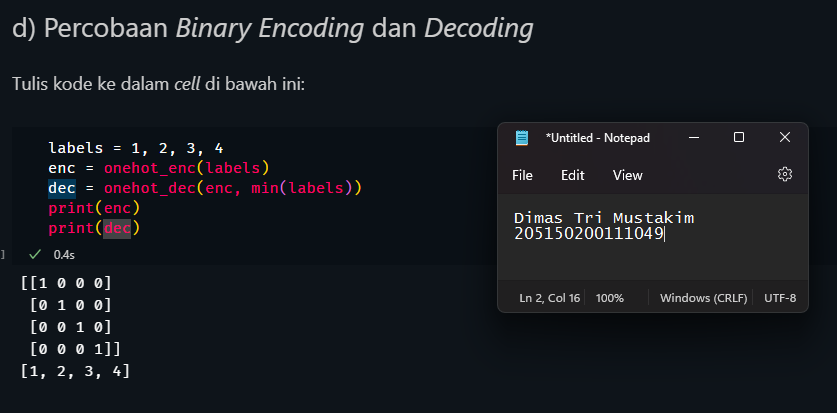 d) Percobaan Binary Encoding dan Decoding
Tulis kode ke dalam cell di bawah ini:
labels = 1, 2, 3, 4
enc = onehot_enc(labels)
dec = onehot_dec(enc, min(labels))
print(enc)
print(dec)
]
✓ 0.4s
[[1 0 0 0]
[0 1 0 0]
[0 0 1 0]
[0 0 0 1]]
[1, 2, 3, 4]
*Untitled - Notepad
File Edit View
Dimas Tri Mustakim
205150200111049
Ln 2, Col 16 100% Windows (CRLF) UTF-8